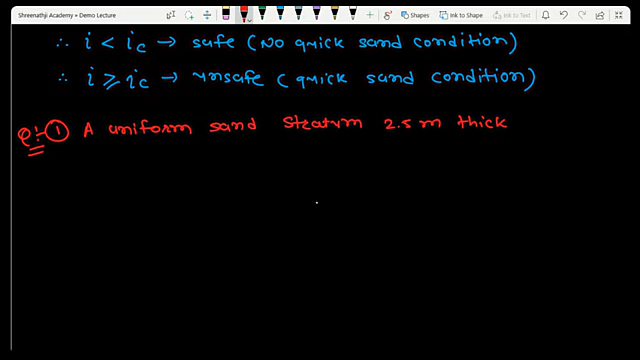 Shreenathji Academy • Demo Lecture
Shapes
Ink to Shape
Ink to Text
∴ i < ic → safe (No quick sand condition)
∴ i ≥ ic → unsafe (quick sand condition)
Q:-① A uniform sand stratum 2.5 m thick